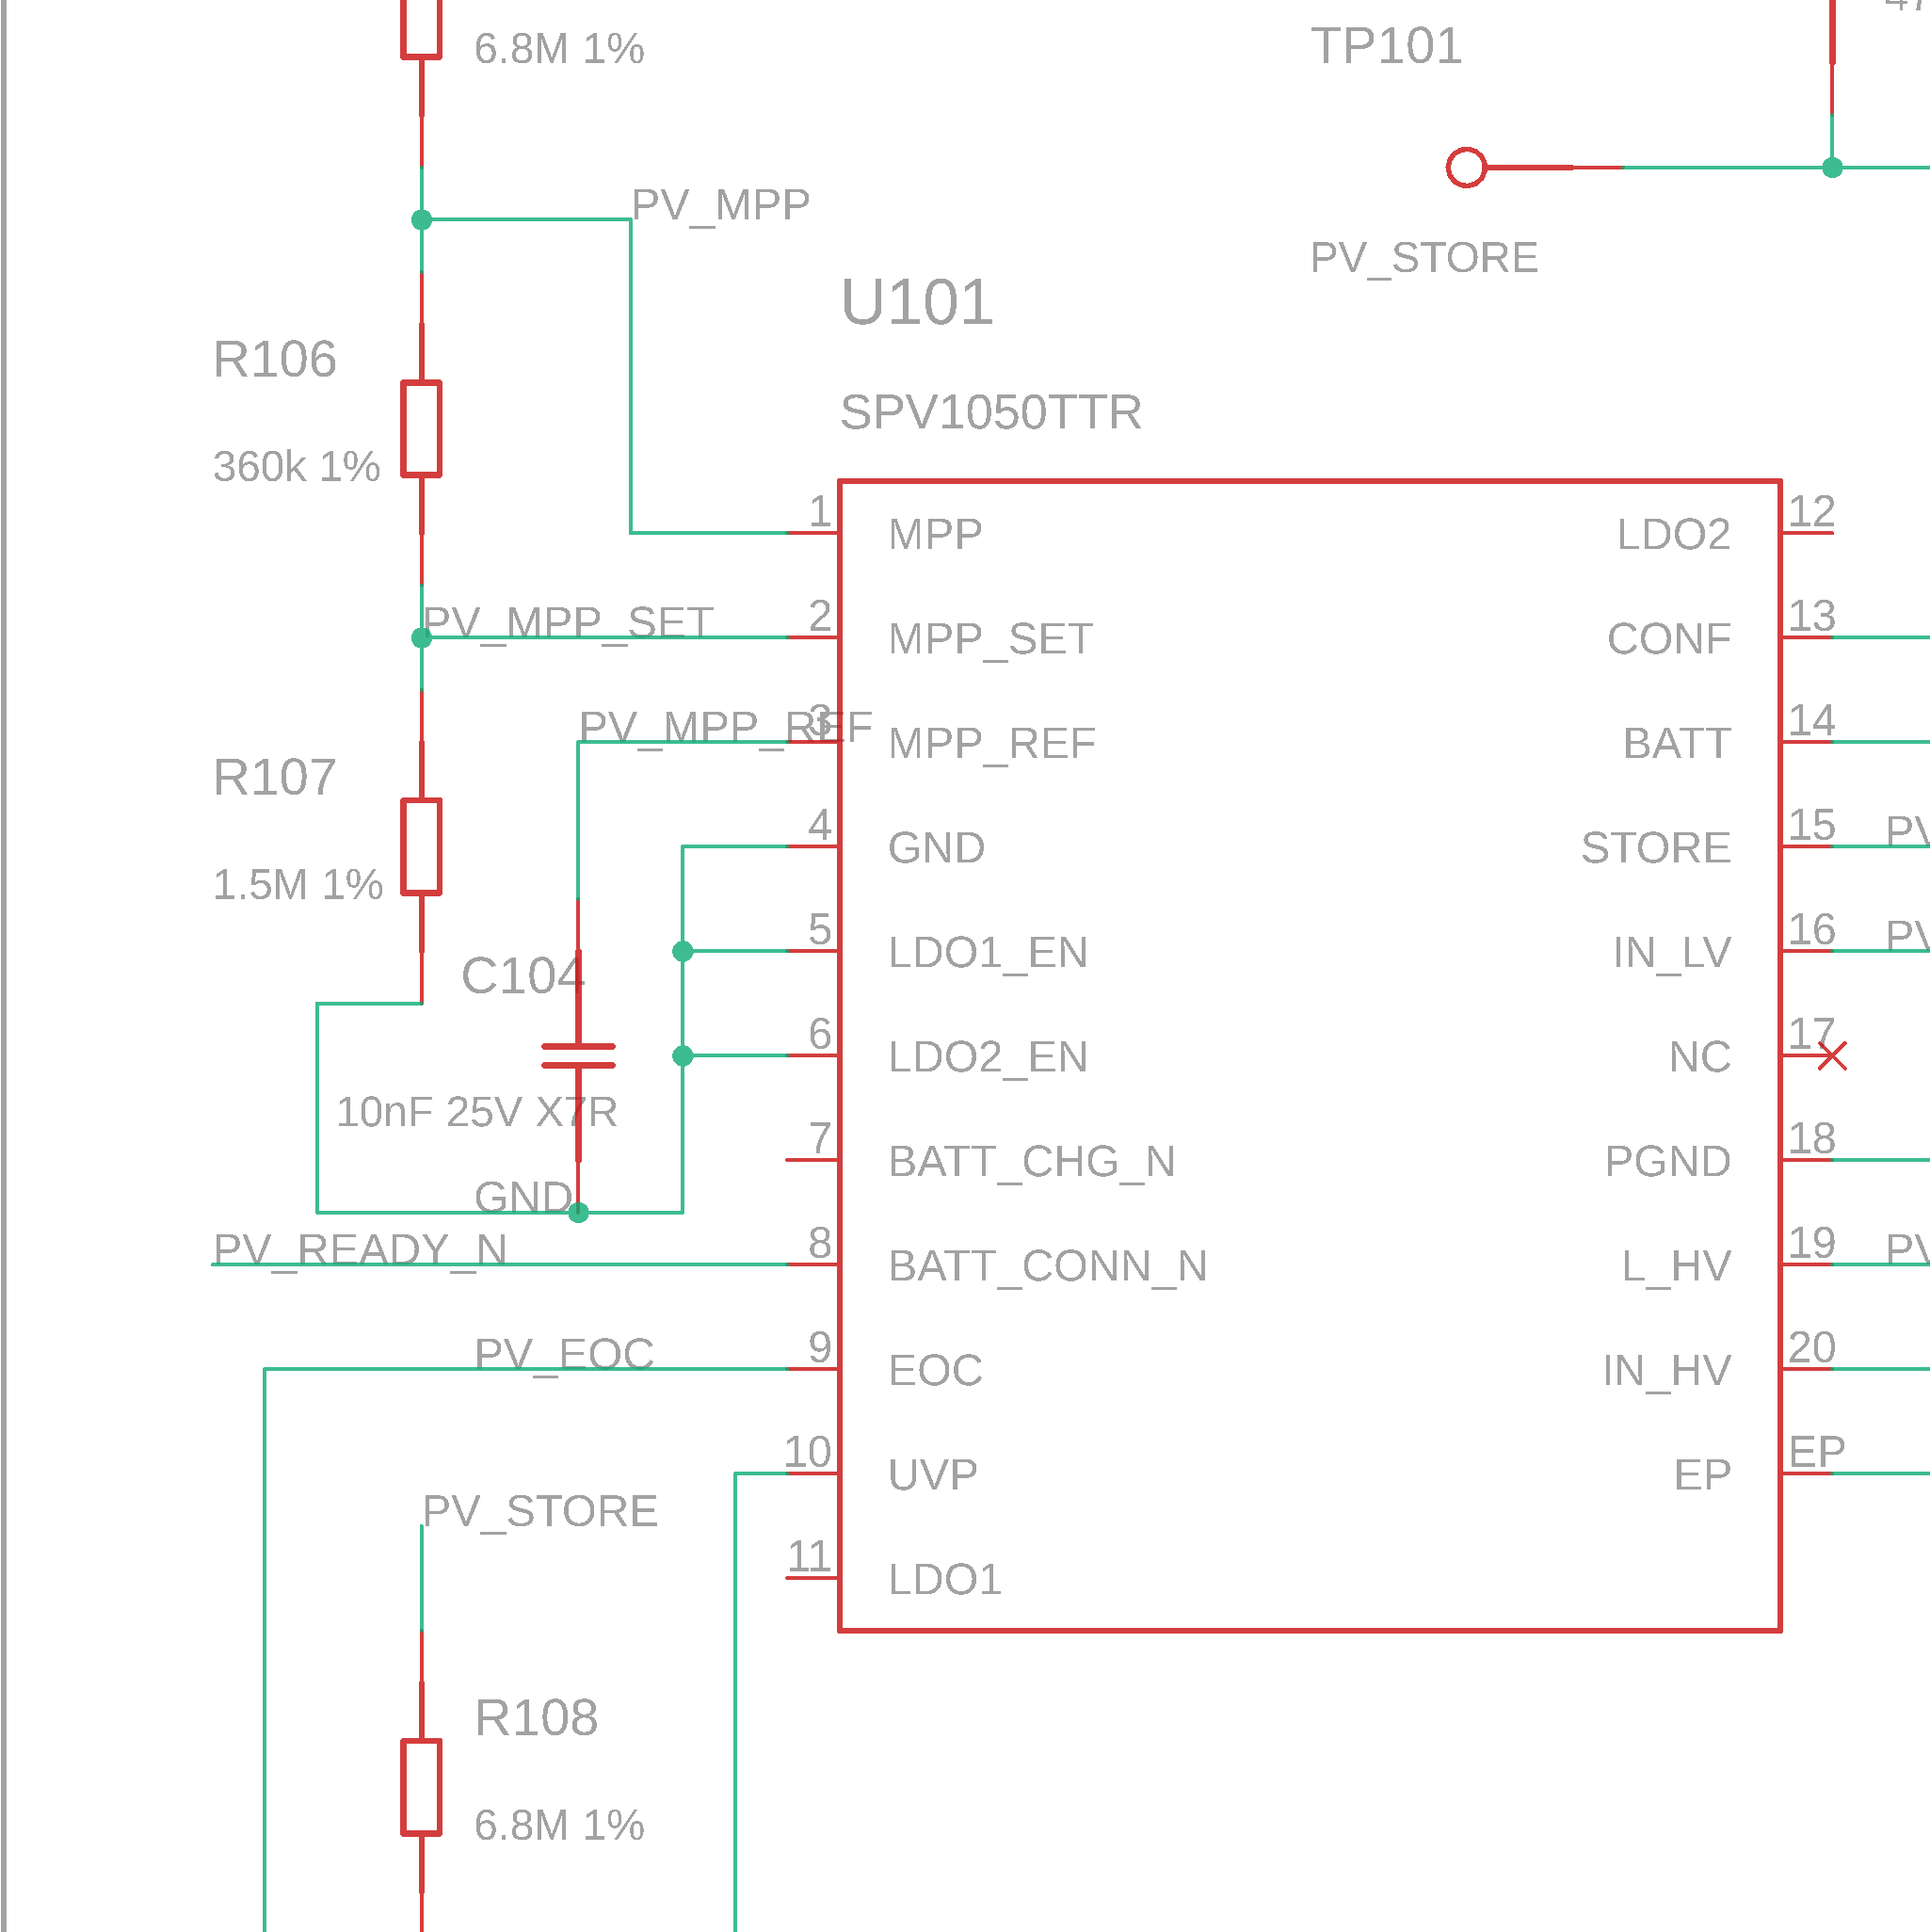 6.8M 1%
TP101
PV_MPP
PV_STORE
U101
R106
SPV1050TTR
360k 1%
1 MPP
LDO2 12
PV_MPP_SET
2 MPP_SET
CONF 13
PV_MPP_REF
3 MPP_REF
BATT 14
R107
4 GND
STORE 15 PV
1.5M 1%
5 LDO1_EN
IN_LV 16 PV
C104
6 LDO2_EN
NC 17
10nF 25V X7R
7 BATT_CHG_N
PGND 18
GND
PV_READY_N
8 BATT_CONN_N
L_HV 19 PV
PV_EOC
9 EOC
IN_HV 20
10 UVP
EP EP
PV_STORE
11 LDO1
R108
6.8M 1%